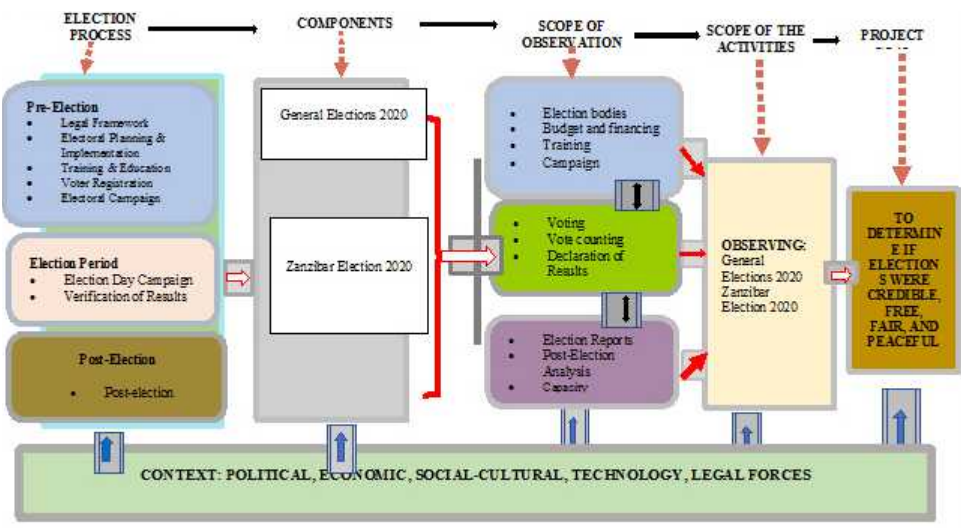 ELECTION
PROCESS
COMPONENTS
SCOPE OF
OBSERVATION
SCOPE OF THE
ACTIVITIES
PROJECT
Pre-Election
• Legal Framework
• Electoral Planning &
Implementation
• Training & Education
• Voter Registration
• Electoral Campaign
Election Period
• Election Day Campaign
• Verification of Results
Post-Election
• Post-election
General Elections 2020
Zanzibar Election 2020
• Election bodies
• Budget and financing
• Training
• Campaign
• Voting
• Vote counting
• Declaration of
Results
• Election Reports
• Post-Election
Analysis
• Capacity
OBSERVING:
General
Elections 2020
Zanzibar
Election 2020
TO
DETERMIN
E IF
ELECTION
S WERE
CREDIBLE,
FREE,
FAIR, AND
PEACEFUL
CONTEXT: POLITICAL, ECONOMIC, SOCIAL-CULTURAL, TECHNOLOGY, LEGAL FORCES